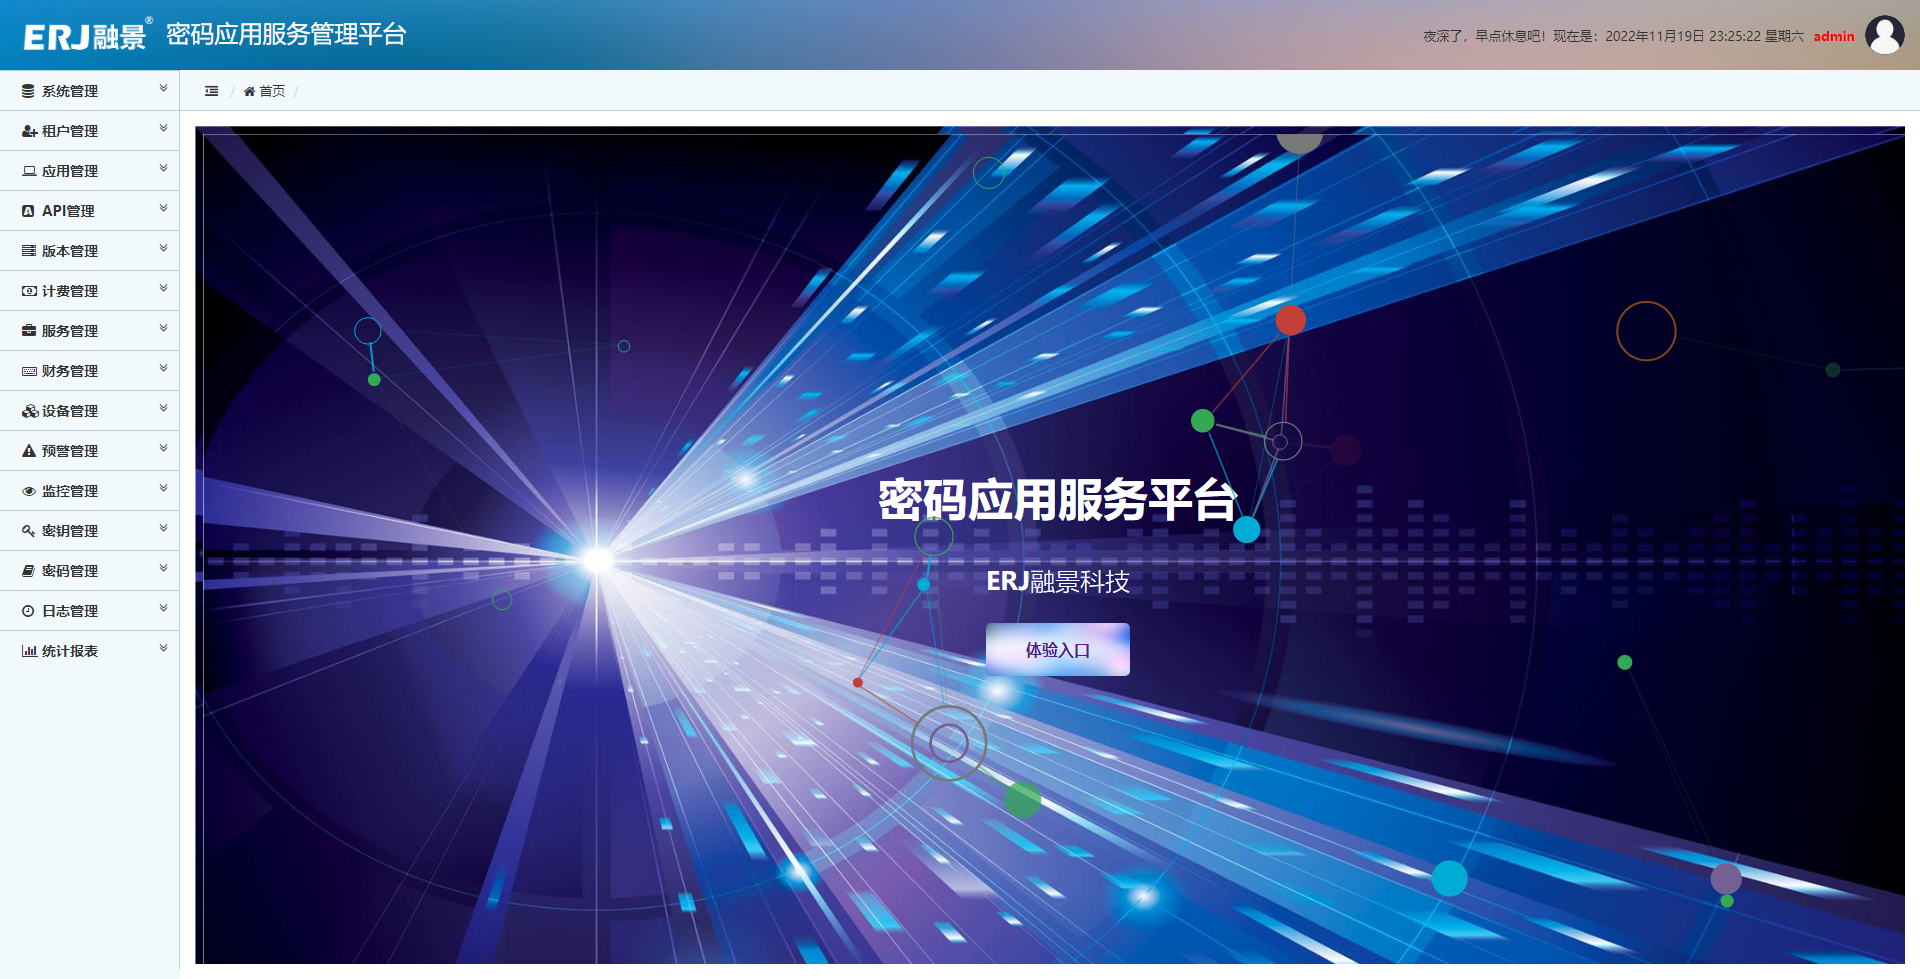 ERJ融景® 密码应用服务管理平台
夜深了，早点休息吧！现在是：2022年11月19日 23:25:22 星期六 admin
首页
系统管理
租户管理
应用管理
API管理
版本管理
计费管理
服务管理
财务管理
设备管理
预警管理
监控管理
密钥管理
密码管理
日志管理
统计报表
密码应用服务平台
ERJ融景科技
体验入口